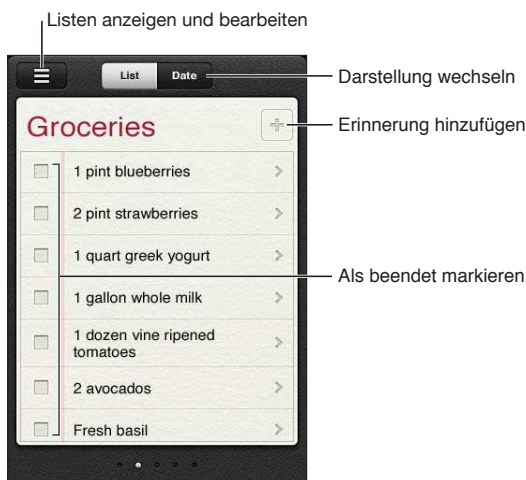 Listen anzeigen und bearbeiten
List Date
Darstellung wechseln
Groceries
Erinnerung hinzufügen
1 pint blueberries
2 pint strawberries
1 quart greek yogurt
Als beendet markieren
1 gallon whole milk
1 dozen vine ripened
tomatoes
2 avocados
Fresh basil